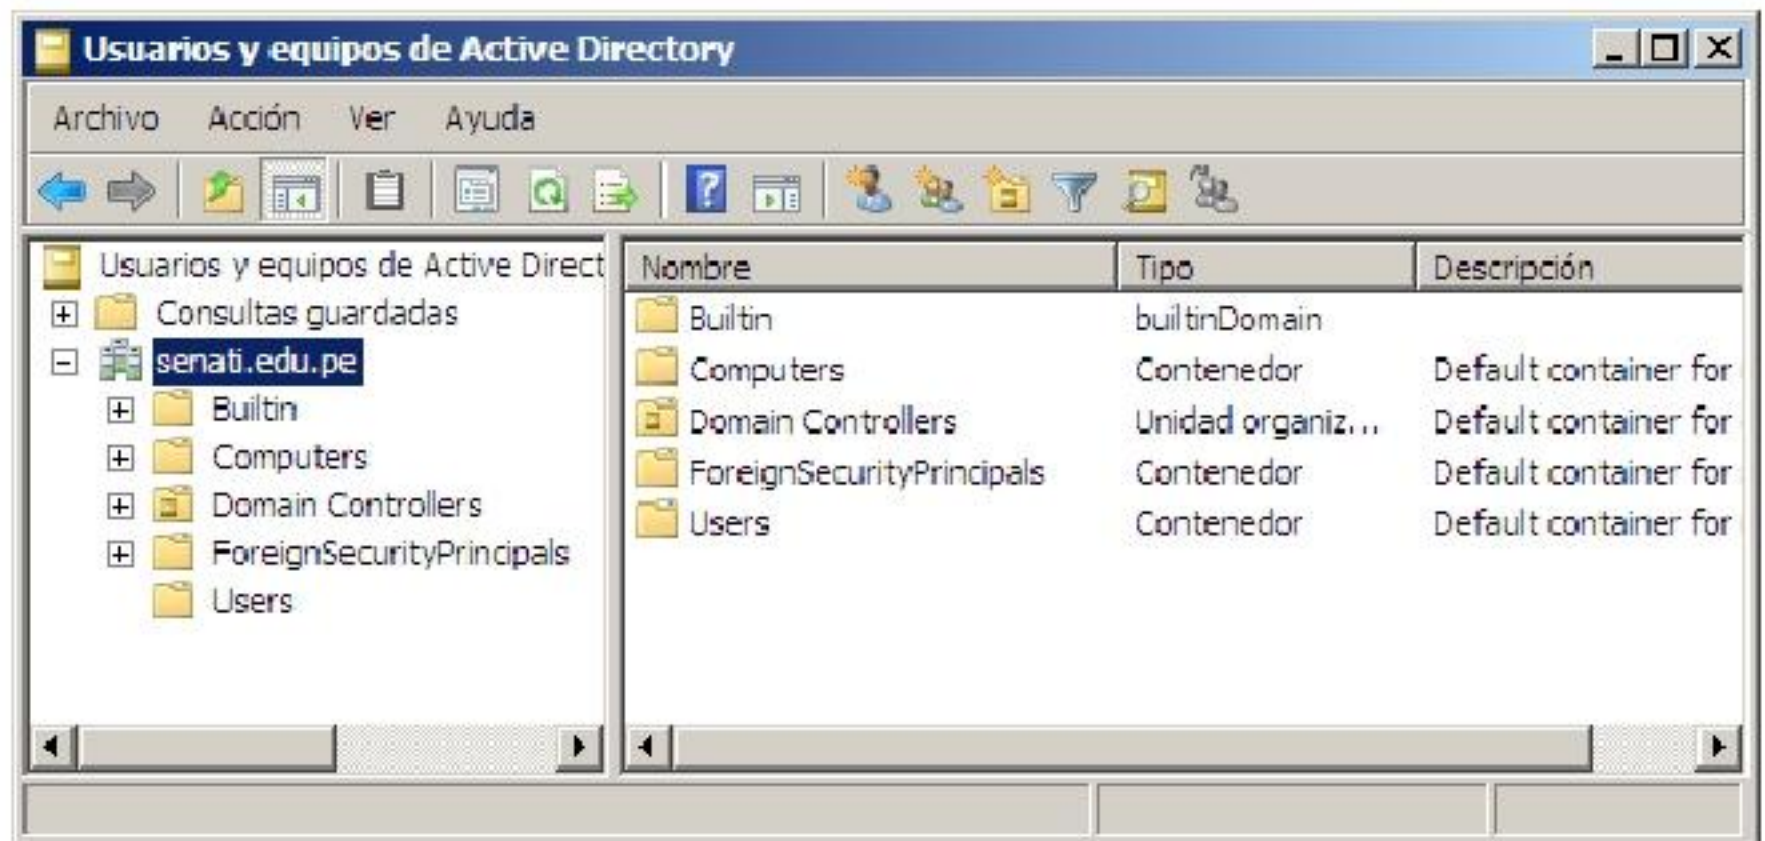 Usuarios y equipos de Active Directory
Archivo Acción Ver Ayuda
Usuarios y equipos de Active Direct
Consultas guardadas
senati.edu.pe
Builtin
Computers
Domain Controllers
ForeignSecurityPrincipals
Users
Nombre Tipo Descripción
Builtin builtinDomain
Computers Contenedor Default container for
Domain Controllers Unidad organiz... Default container for
ForeignSecurityPrincipals Contenedor Default container for
Users Contenedor Default container for